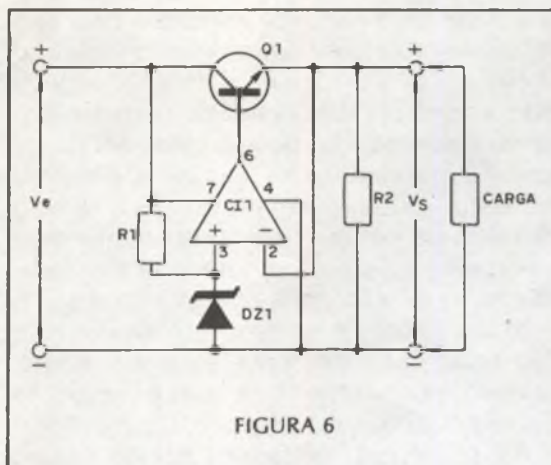 + Q1 +
6
7 4
Ve R1 CI1 R2 VS CARGA
+ −
3 2
DZ1
− −
FIGURA 6